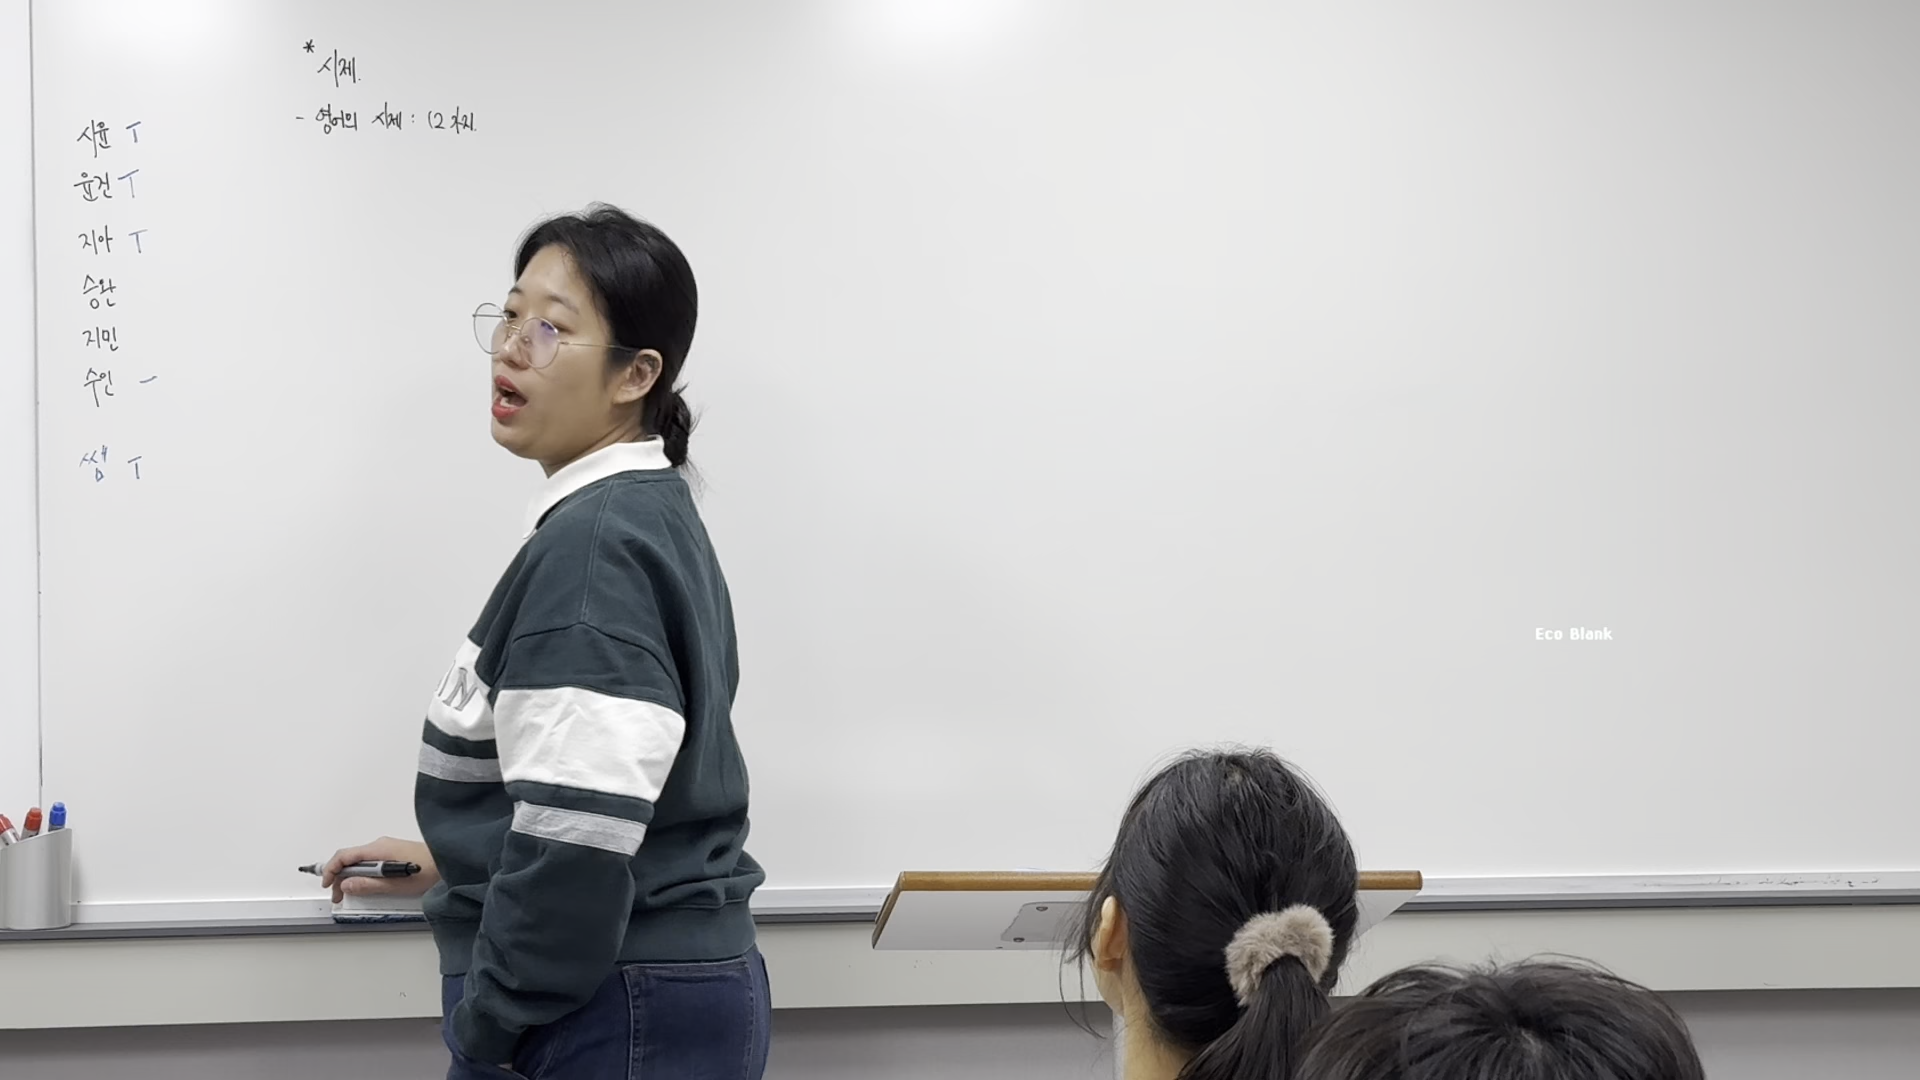 * 시제.
- 영어의 시제 : (2가지.
시윤 T
윤건 T
지아 T
승완
지민
수인 -
쌤 T
IN
Eco Blank